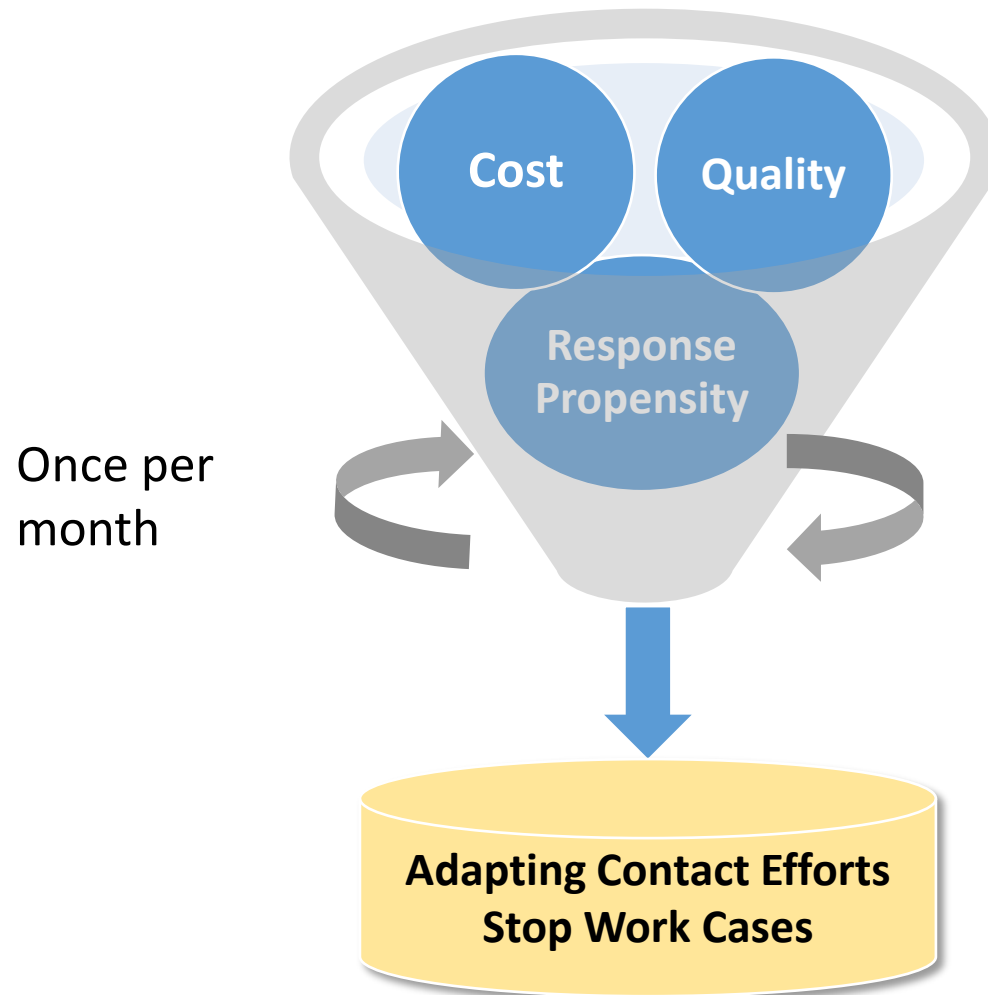 Cost
Quality
Response
Propensity
Once per
month
Adapting Contact Efforts
Stop Work Cases